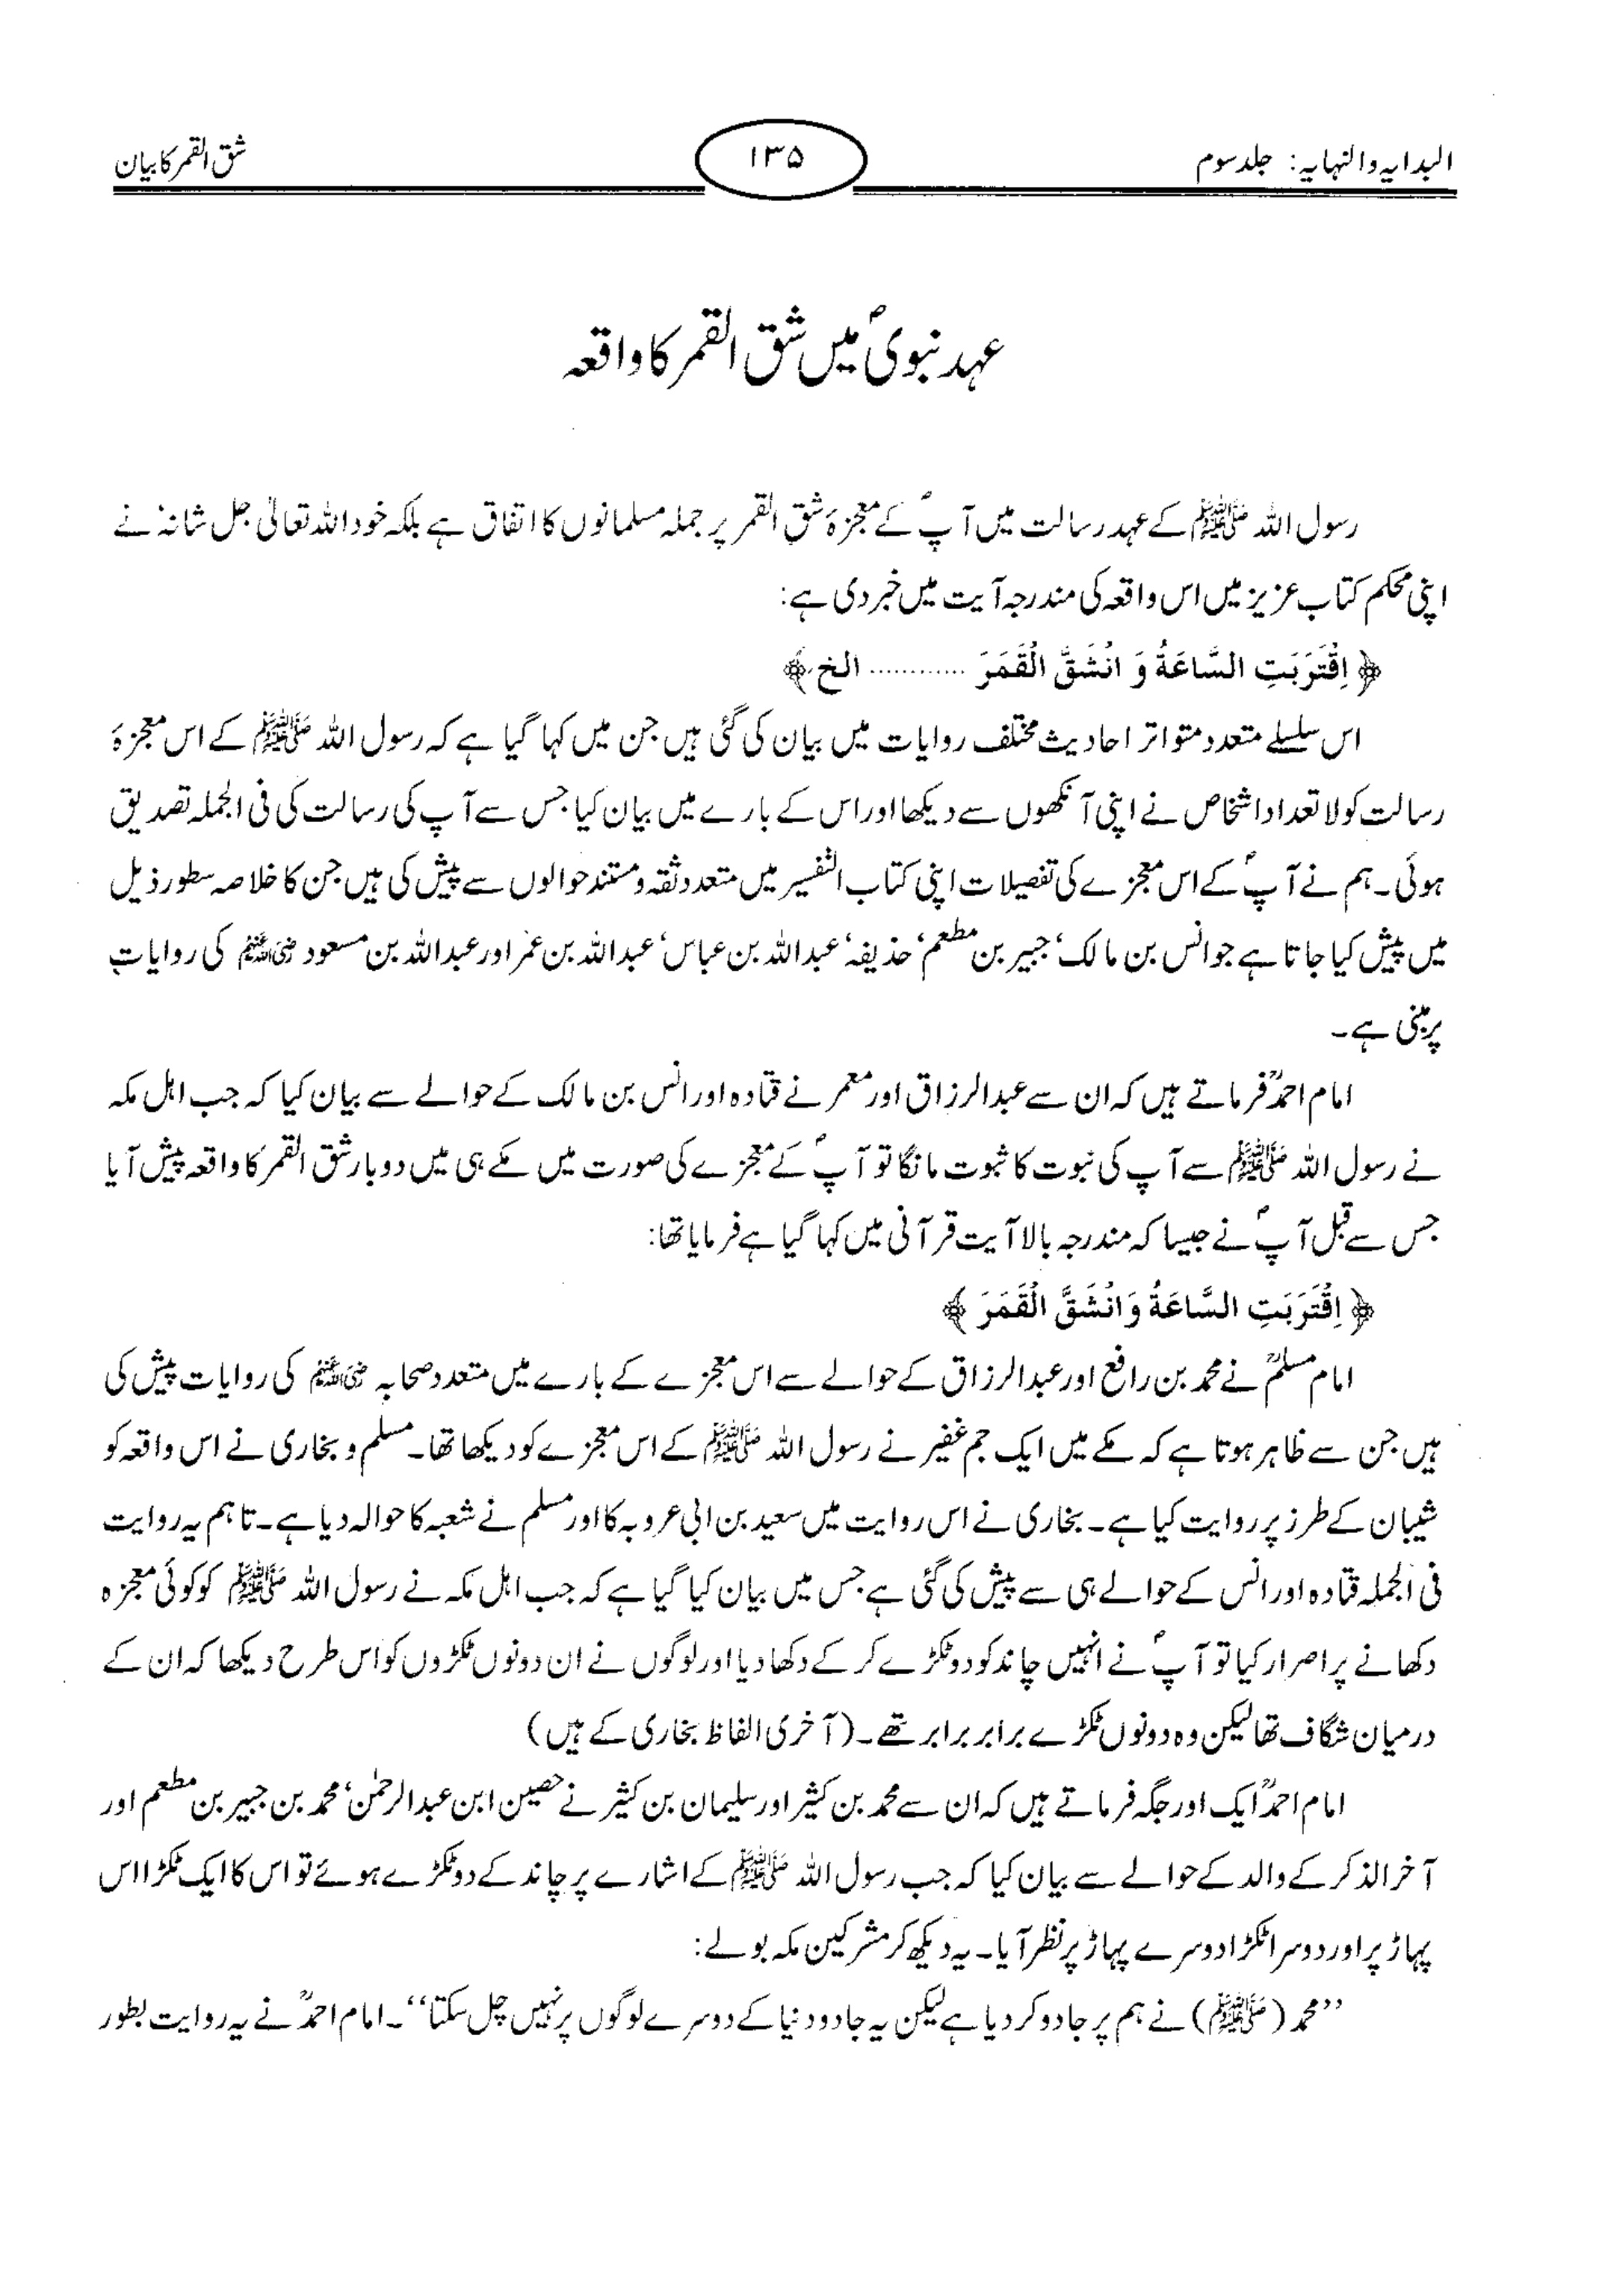 البدایہ والنہایہ: جلد سوم
۱۳۵
شق القمر کا بیان
عہد نبویؐ میں شق القمر کا واقعہ
رسول اللہ ﷺ کے عہد رسالت میں آپؐ کے معجزۂ شق القمر پر جملہ مسلمانوں کا اتفاق ہے بلکہ خود اللہ تعالیٰ جل شانہٗ نے
اپنی محکم کتاب عزیز میں اس واقعہ کی مندرجہ آیت میں خبر دی ہے:
﴿ اِقْتَرَبَتِ السَّاعَةُ وَ انْشَقَّ الْقَمَرَ ............ الخ ﴾
اس سلسلے متعدد متواتر احادیث مختلف روایات میں بیان کی گئی ہیں جن میں کہا گیا ہے کہ رسول اللہ ﷺ کے اس معجزۂ
رسالت کو لا تعداد اشخاص نے اپنی آنکھوں سے دیکھا اور اس کے بارے میں بیان کیا جس سے آپ کی رسالت کی فی الجملہ تصدیق
ہوئی۔ ہم نے آپؐ کے اس معجزے کی تفصیلات اپنی کتاب التفسیر میں متعدد ثقہ و مستند حوالوں سے پیش کی ہیں جن کا خلاصہ سطور ذیل
میں پیش کیا جاتا ہے جو انس بن مالک، جبیر بن مطعم، حذیفہ، عبداللہ بن عباس، عبداللہ بن عمر اور عبداللہ بن مسعود رضی اللہ عنہم کی روایات
پر مبنی ہے۔
امام احمدؒ فرماتے ہیں کہ ان سے عبدالرزاق اور معمر نے قتادہ اور انس بن مالک کے حوالے سے بیان کیا کہ جب اہل مکہ
نے رسول اللہ ﷺ سے آپ کی نبوت کا ثبوت مانگا تو آپؐ کے معجزے کی صورت میں مکے ہی میں دو بار شق القمر کا واقعہ پیش آیا
جس سے قبل آپؐ نے جیسا کہ مندرجہ بالا آیت قرآنی میں کہا گیا ہے فرمایا تھا:
﴿ اِقْتَرَبَتِ السَّاعَةُ وَانْشَقَّ الْقَمَرَ ﴾
امام مسلمؒ نے محمد بن رافع اور عبدالرزاق کے حوالے سے اس معجزے کے بارے میں متعدد صحابہ رضی اللہ عنہم کی روایات پیش کی
ہیں جن سے ظاہر ہوتا ہے کہ مکے میں ایک جم غفیر نے رسول اللہ ﷺ کے اس معجزے کو دیکھا تھا۔ مسلم و بخاری نے اس واقعہ کو
شیبان کے طرز پر روایت کیا ہے۔ بخاری نے اس روایت میں سعید بن ابی عروبہ کا اور مسلم نے شعبہ کا حوالہ دیا ہے۔ تاہم یہ روایت
فی الجملہ قتادہ اور انس کے حوالے ہی سے پیش کی گئی ہے جس میں بیان کیا گیا ہے کہ جب اہل مکہ نے رسول اللہ ﷺ کو کوئی معجزہ
دکھانے پر اصرار کیا تو آپؐ نے انہیں چاند کو دو ٹکڑے کر کے دکھا دیا اور لوگوں نے ان دونوں ٹکڑوں کو اس طرح دیکھا کہ ان کے
درمیان شگاف تھا لیکن وہ دونوں ٹکڑے برابر برابر تھے۔ (آخری الفاظ بخاری کے ہیں)
امام احمدؒ ایک اور جگہ فرماتے ہیں کہ ان سے محمد بن کثیر اور سلیمان بن کثیر نے حصین ابن عبدالرحمٰن، محمد بن جبیر بن مطعم اور
آخر الذکر کے والد کے حوالے سے بیان کیا کہ جب رسول اللہ ﷺ کے اشارے پر چاند کے دو ٹکڑے ہوئے تو اس کا ایک ٹکڑا اس
پہاڑ پر اور دوسرا ٹکڑا دوسرے پہاڑ پر نظر آیا۔ یہ دیکھ کر مشرکین مکہ بولے:
’’محمد (ﷺ) نے ہم پر جادو کر دیا ہے لیکن یہ جادو دنیا کے دوسرے لوگوں پر نہیں چل سکتا‘‘۔ امام احمدؒ نے یہ روایت بطور